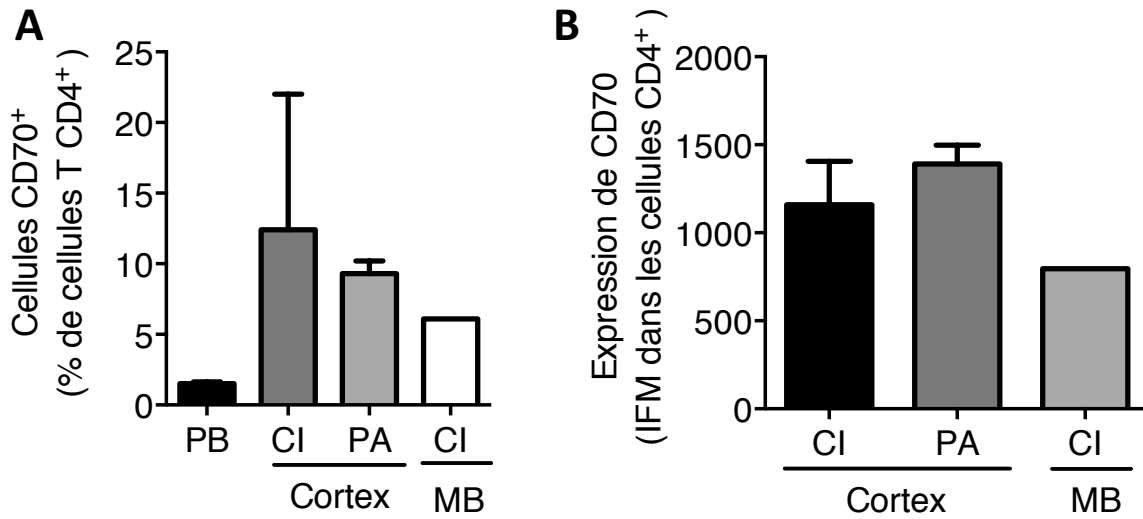 A
Cellules CD70+
(% de cellules T CD4+)
25
20
15
10
5
0
PB
CI
PA
CI
Cortex
MB
B
Expression de CD70
(IFM dans les cellules CD4+)
2000
1500
1000
500
0
CI
PA
CI
Cortex
MB